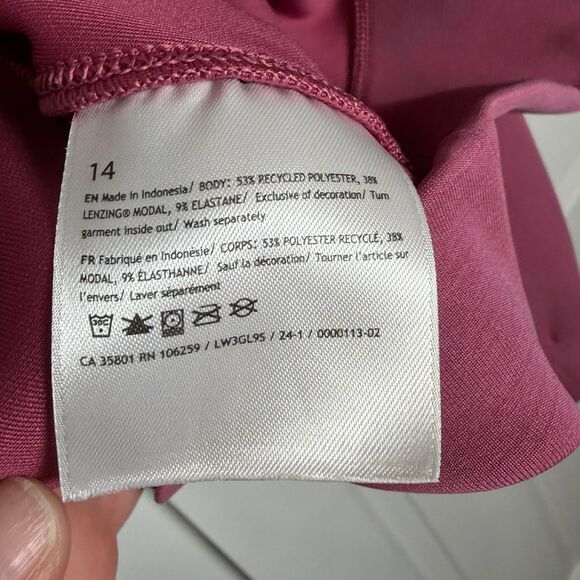 14
EN Made in Indonesia/ BODY: 53% RECYCLED POLYESTER, 38%
LENZING® MODAL, 9% ELASTANE/ Exclusive of decoration/ Turn
garment inside out/ Wash separately
FR Fabriqué en Indonésie/ CORPS: 53% POLYESTER RECYCLÉ, 38%
MODAL, 9% ÉLASTHANNE/ Sauf la décoration/ Tourner l'article sur
l'envers/ Laver séparément
30C
CA 35801 RN 106259 / LW3GL9S / 24-1 / 0000113-02